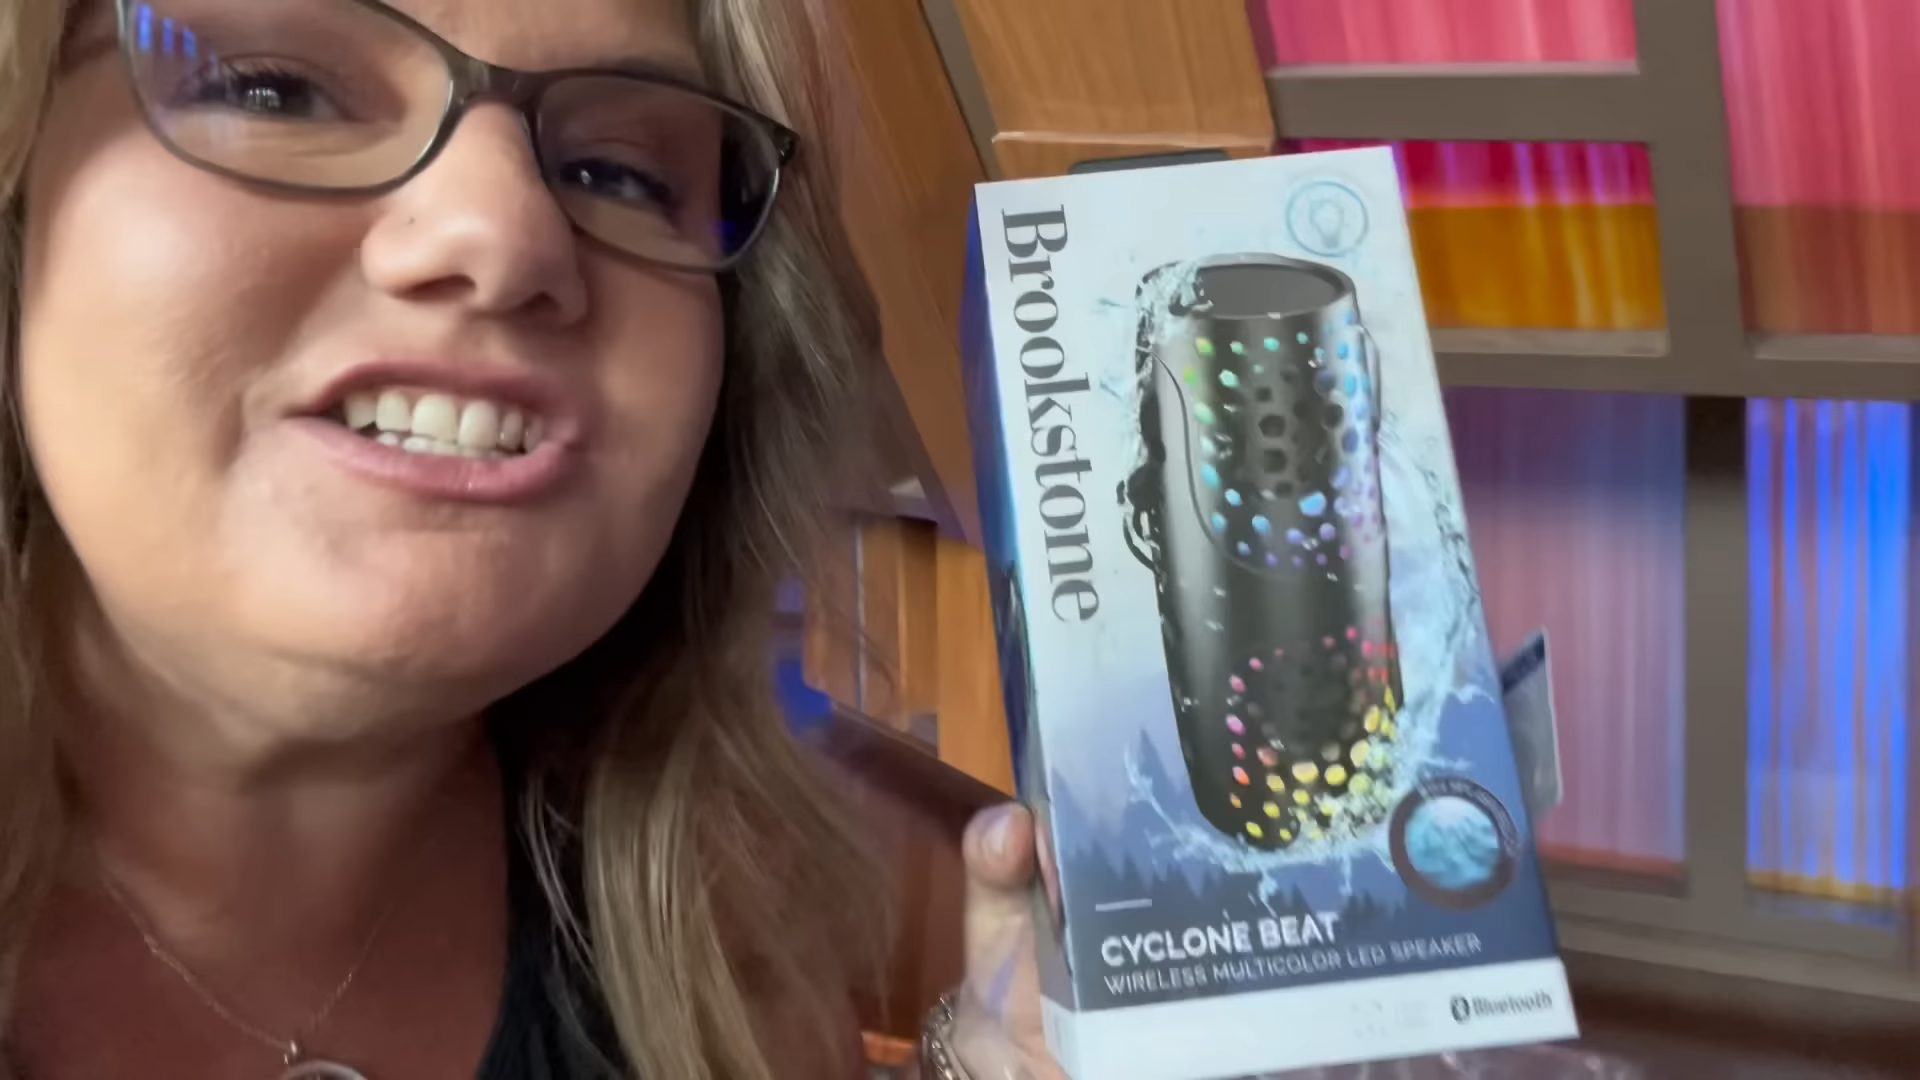 Brookstone
CYCLONE BEAT
WIRELESS MULTICOLOR LED SPEAKER
Bluetooth